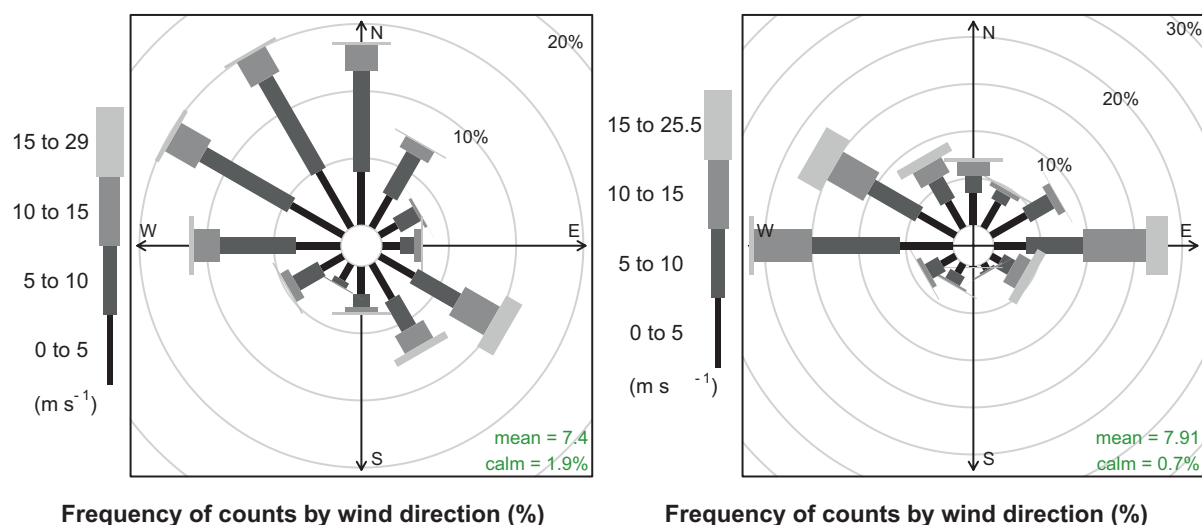 N
20%
10%
W
E
S
15 to 29
10 to 15
5 to 10
0 to 5
(m s⁻¹)
mean = 7.4
calm = 1.9%
Frequency of counts by wind direction (%)
N
30%
20%
10%
W
E
S
15 to 25.5
10 to 15
5 to 10
0 to 5
(m s ⁻¹)
mean = 7.91
calm = 0.7%
Frequency of counts by wind direction (%)